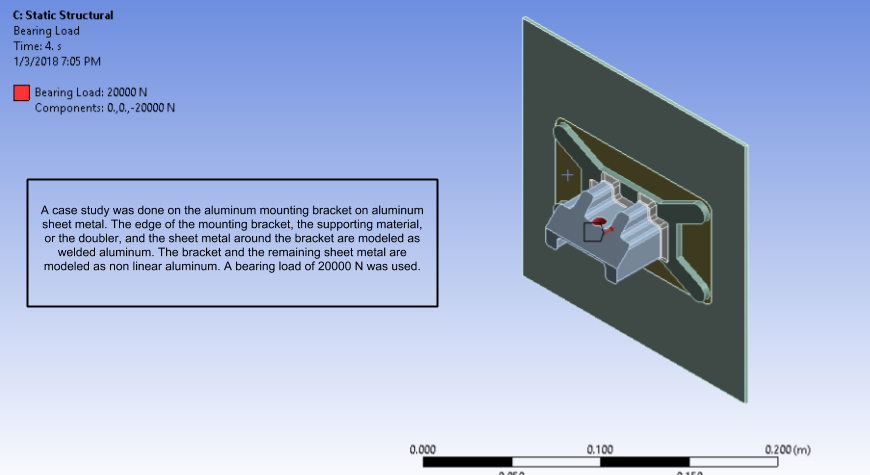 C: Static Structural
Bearing Load
Time: 4. s
1/3/2018 7:05 PM
Bearing Load: 20000 N
Components: 0.,0.,-20000 N
A case study was done on the aluminum mounting bracket on aluminum
sheet metal. The edge of the mounting bracket, the supporting material,
or the doubler, and the sheet metal around the bracket are modeled as
welded aluminum. The bracket and the remaining sheet metal are
modeled as non linear aluminum. A bearing load of 20000 N was used.
0.000 0.100 0.200 (m)
0.050 0.150